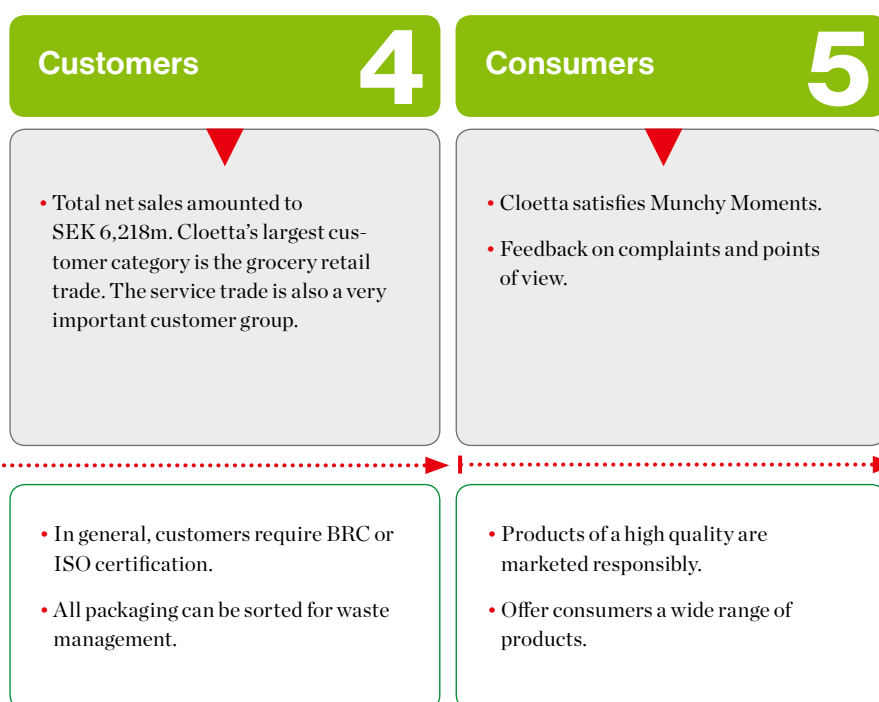 Customers 4
• Total net sales amounted to
SEK 6,218m. Cloetta’s largest cus-
tomer category is the grocery retail
trade. The service trade is also a very
important customer group.
• In general, customers require BRC or
ISO certification.
• All packaging can be sorted for waste
management.
Consumers 5
• Cloetta satisfies Munchy Moments.
• Feedback on complaints and points
of view.
• Products of a high quality are
marketed responsibly.
• Offer consumers a wide range of
products.